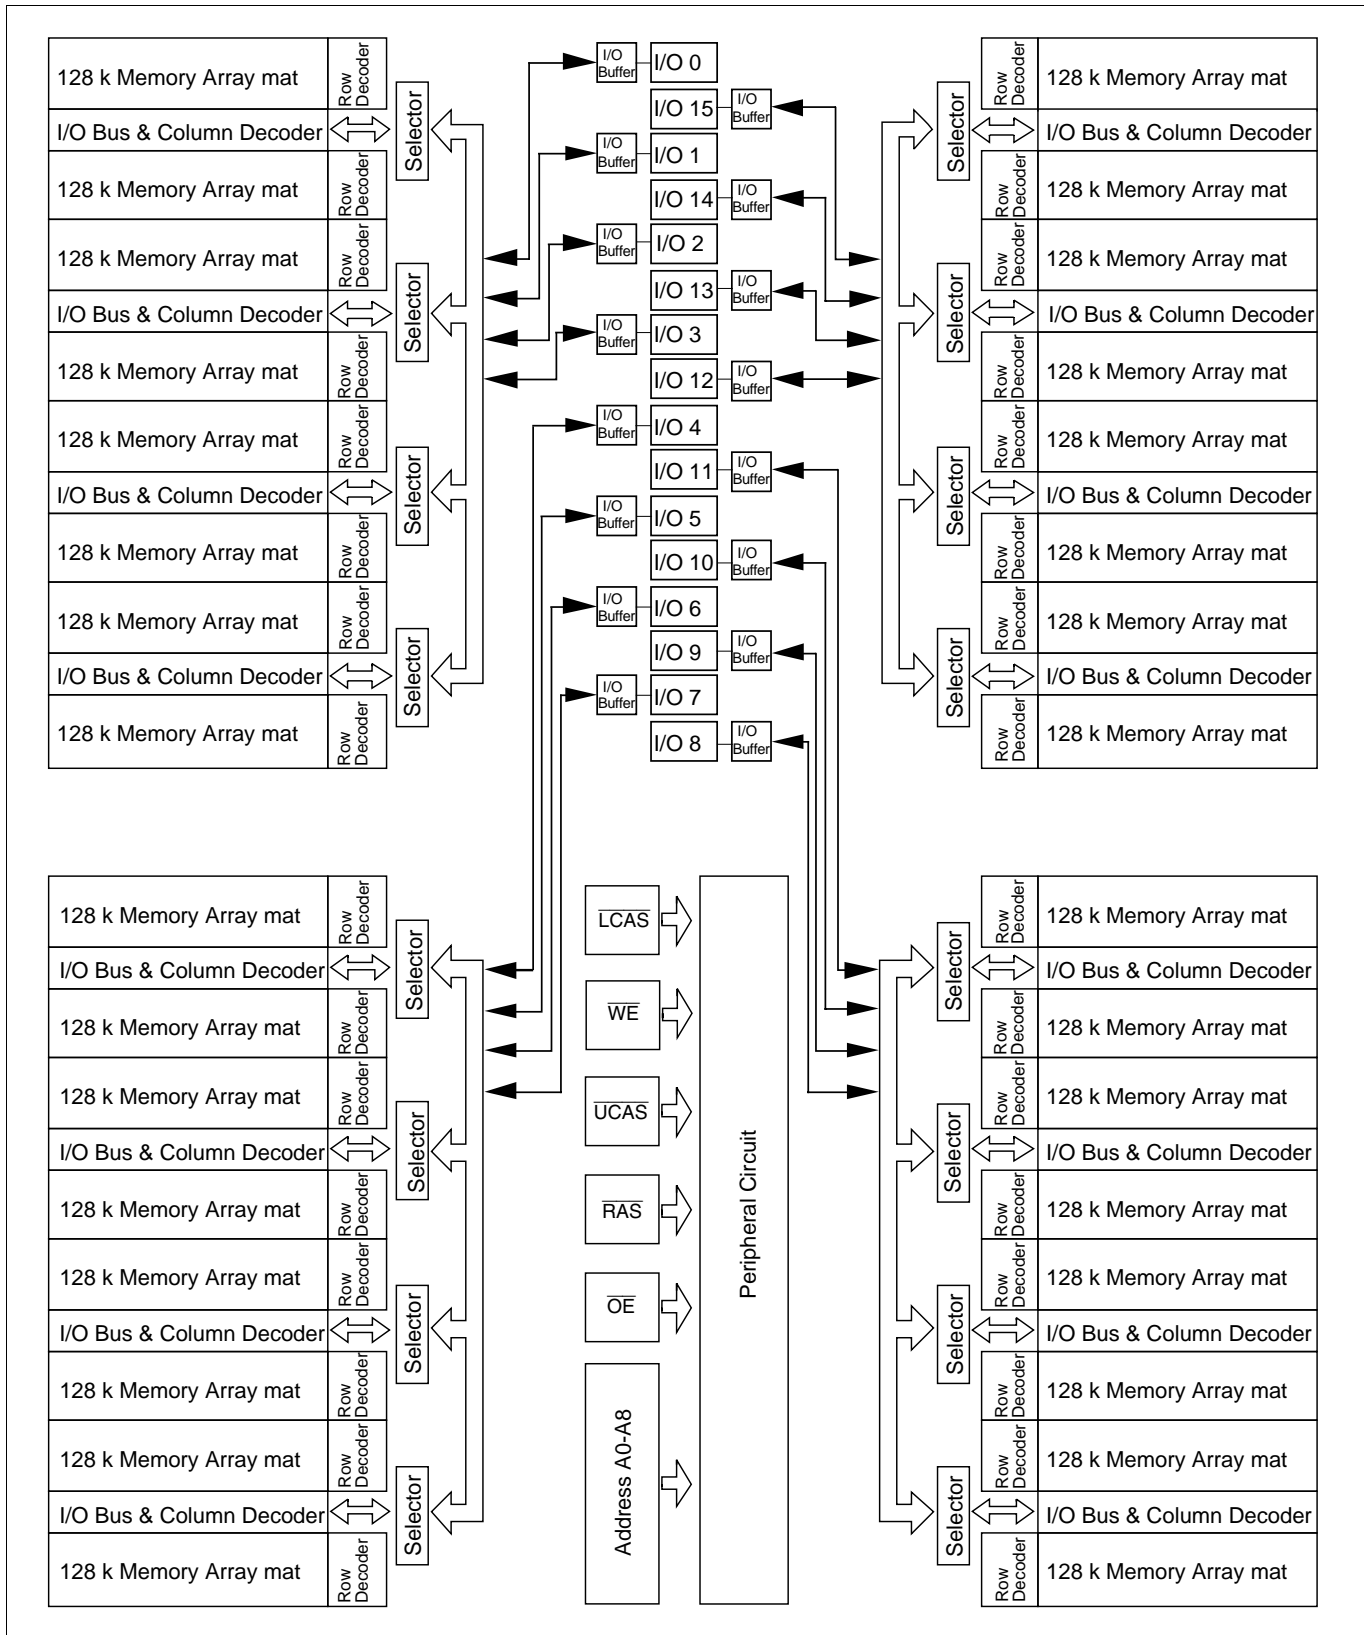 128 k Memory Array mat
Row Decoder
I/O Bus & Column Decoder
Selector
128 k Memory Array mat
Row Decoder
128 k Memory Array mat
Row Decoder
I/O Bus & Column Decoder
Selector
128 k Memory Array mat
Row Decoder
128 k Memory Array mat
Row Decoder
I/O Bus & Column Decoder
Selector
128 k Memory Array mat
Row Decoder
128 k Memory Array mat
Row Decoder
I/O Bus & Column Decoder
Selector
128 k Memory Array mat
Row Decoder
I/O Buffer
I/O 0
I/O 15
I/O Buffer
I/O Buffer
I/O 1
I/O 14
I/O Buffer
I/O Buffer
I/O 2
I/O 13
I/O Buffer
I/O Buffer
I/O 3
I/O 12
I/O Buffer
I/O Buffer
I/O 4
I/O 11
I/O Buffer
I/O Buffer
I/O 5
I/O 10
I/O Buffer
I/O Buffer
I/O 6
I/O 9
I/O Buffer
I/O Buffer
I/O 7
I/O 8
I/O Buffer
Row Decoder
128 k Memory Array mat
Selector
I/O Bus & Column Decoder
Row Decoder
128 k Memory Array mat
Row Decoder
128 k Memory Array mat
Selector
I/O Bus & Column Decoder
Row Decoder
128 k Memory Array mat
Row Decoder
128 k Memory Array mat
Selector
I/O Bus & Column Decoder
Row Decoder
128 k Memory Array mat
Row Decoder
128 k Memory Array mat
Selector
I/O Bus & Column Decoder
Row Decoder
128 k Memory Array mat
128 k Memory Array mat
Row Decoder
I/O Bus & Column Decoder
Selector
128 k Memory Array mat
Row Decoder
128 k Memory Array mat
Row Decoder
I/O Bus & Column Decoder
Selector
128 k Memory Array mat
Row Decoder
128 k Memory Array mat
Row Decoder
I/O Bus & Column Decoder
Selector
128 k Memory Array mat
Row Decoder
128 k Memory Array mat
Row Decoder
I/O Bus & Column Decoder
Selector
128 k Memory Array mat
Row Decoder
LCAS
WE
UCAS
RAS
OE
Address A0-A8
Peripheral Circuit
Row Decoder
128 k Memory Array mat
Selector
I/O Bus & Column Decoder
Row Decoder
128 k Memory Array mat
Row Decoder
128 k Memory Array mat
Selector
I/O Bus & Column Decoder
Row Decoder
128 k Memory Array mat
Row Decoder
128 k Memory Array mat
Selector
I/O Bus & Column Decoder
Row Decoder
128 k Memory Array mat
Row Decoder
128 k Memory Array mat
Selector
I/O Bus & Column Decoder
Row Decoder
128 k Memory Array mat